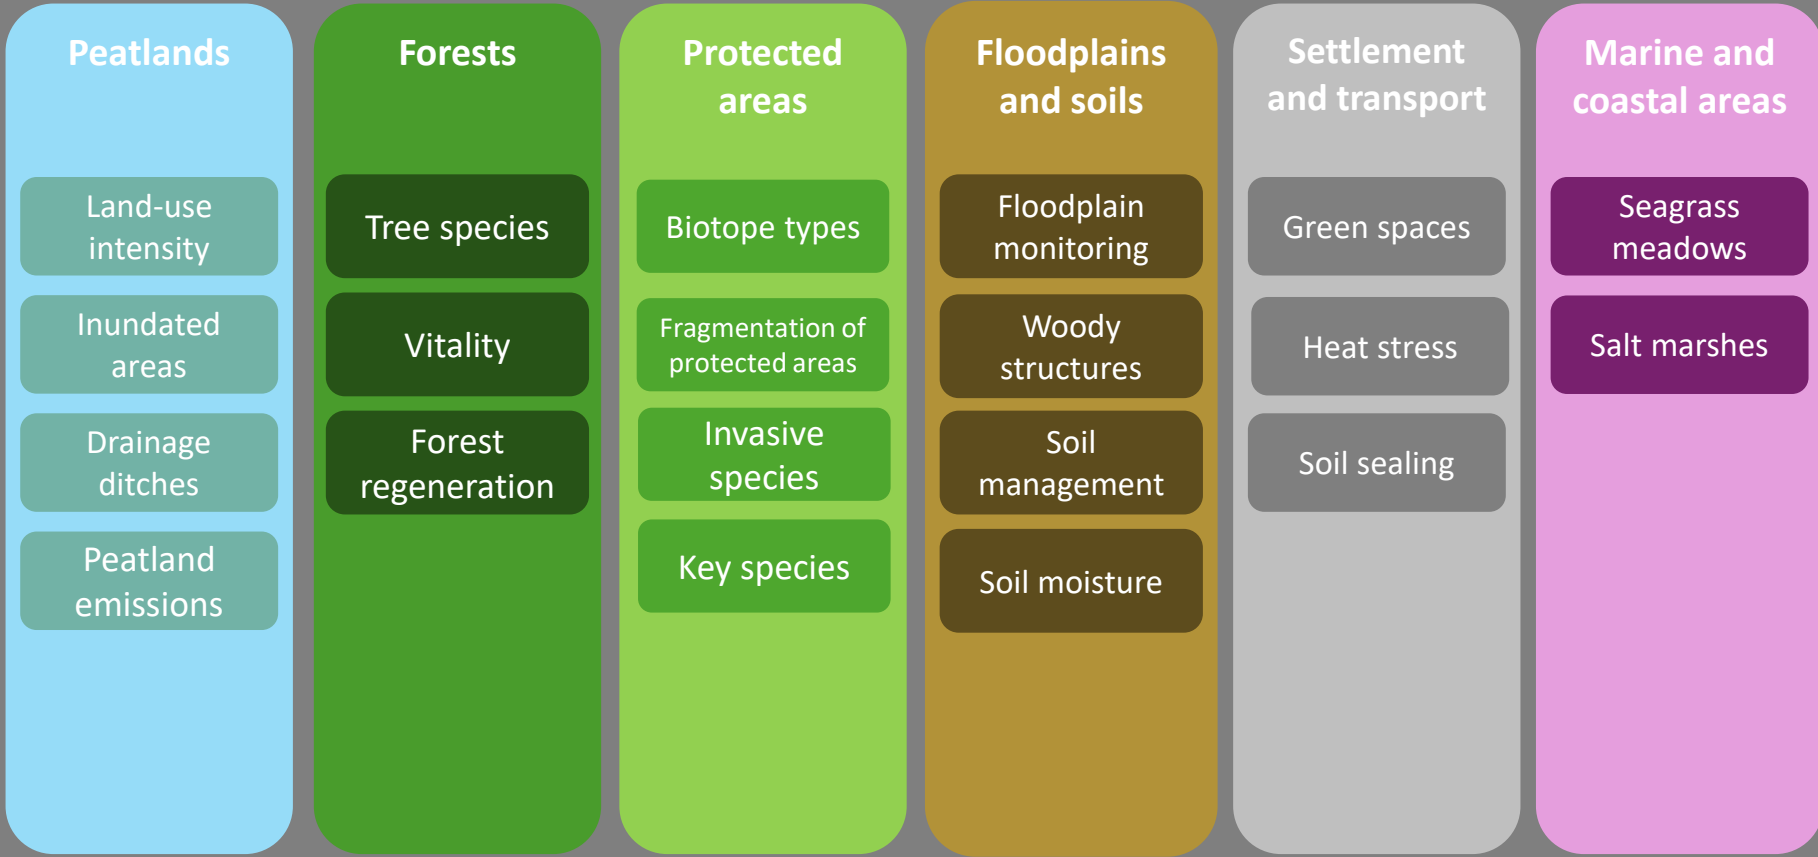 Peatlands
Land-use
intensity
Inundated
areas
Drainage
ditches
Peatland
emissions
Forests
Tree species
Vitality
Forest
regeneration
Protected
areas
Biotope types
Fragmentation of
protected areas
Invasive
species
Key species
Floodplains
and soils
Floodplain
monitoring
Woody
structures
Soil
management
Soil moisture
Settlement
and transport
Green spaces
Heat stress
Soil sealing
Marine and
coastal areas
Seagrass
meadows
Salt marshes